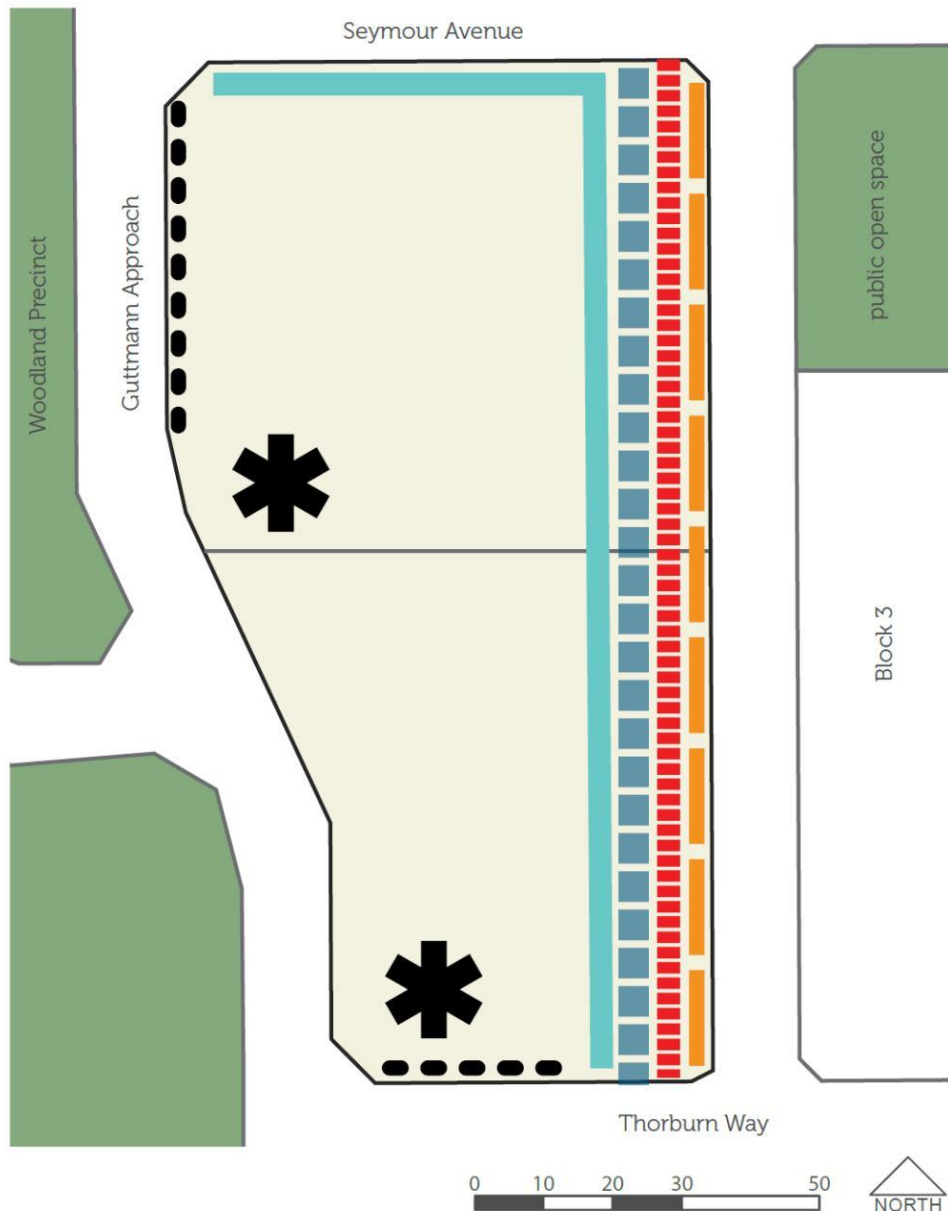 Seymour Avenue
Woodland Precinct
Guttmann Approach
public open space
Block 3
Thorburn Way
0 10 20 30 50
NORTH